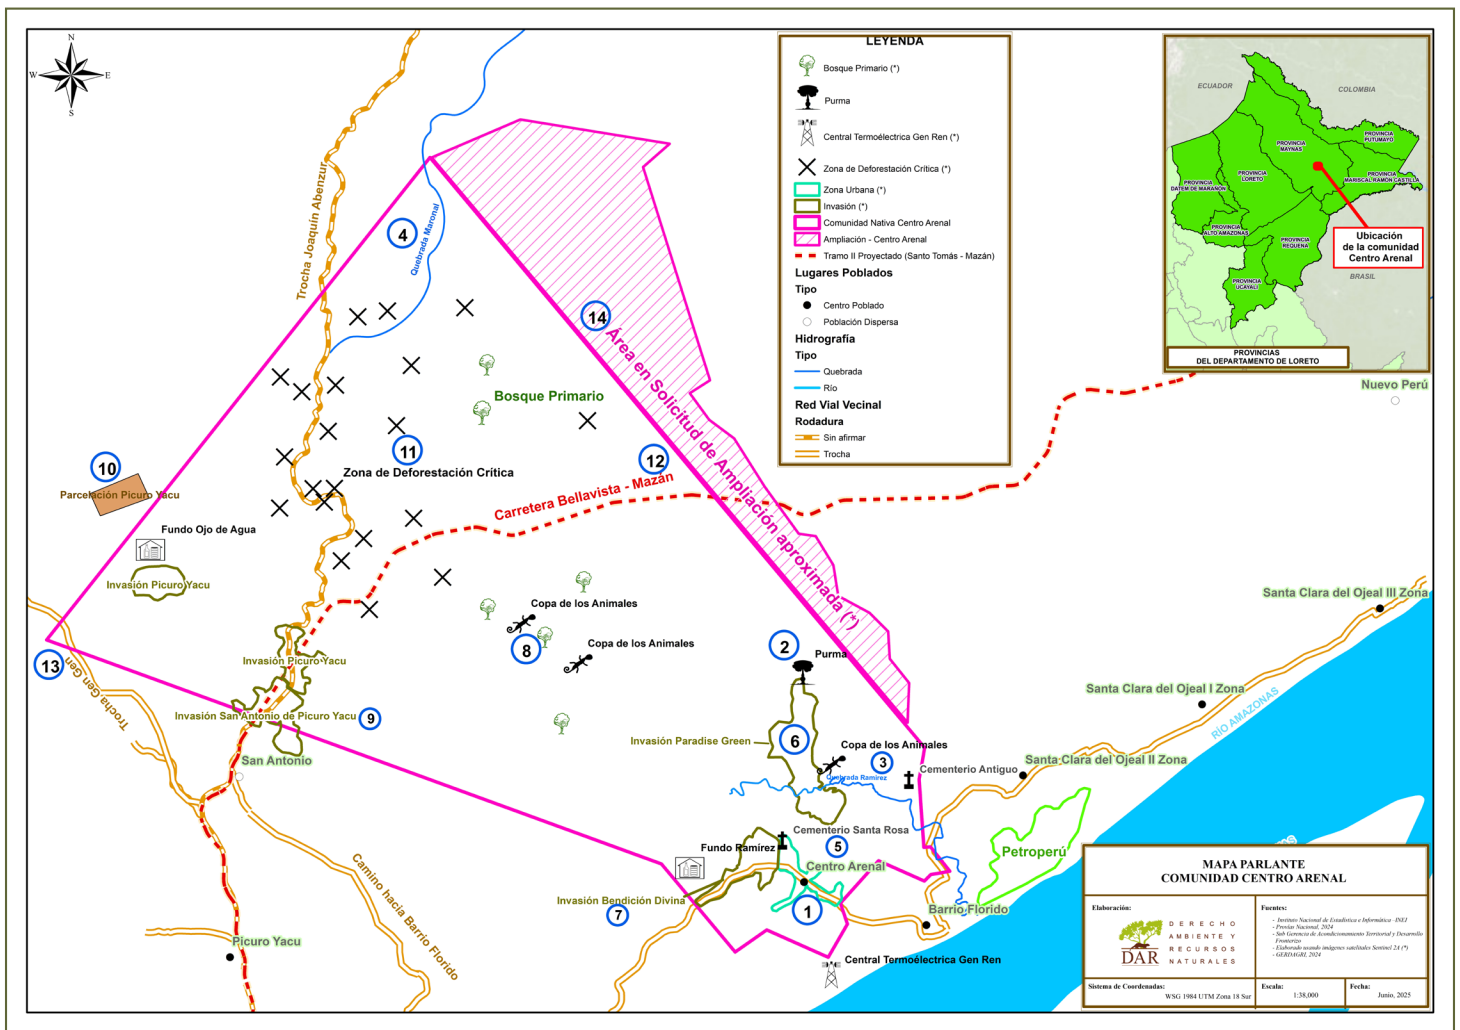 N
W
E
S
LEYENDA
Bosque Primario (*)
Purma
Central Termoélectrica Gen Ren (*)
Zona de Deforestación Crítica (*)
Zona Urbana (*)
Invasión (*)
Comunidad Nativa Centro Arenal
Ampliación - Centro Arenal
Tramo II Proyectado (Santo Tomás - Mazán)
Lugares Poblados
Tipo
Centro Poblado
Población Dispersa
Hidrografía
Tipo
Quebrada
Río
Red Vial Vecinal
Rodadura
Sin afirmar
Trocha
ECUADOR
COLOMBIA
PROVINCIA
PUTUMAYO
PROVINCIA
MAYNAS
PROVINCIA
LORETO
PROVINCIA
MARISCAL RAMÓN CASTILLA
PROVINCIA
DATEM DE MARAÑÓN
PROVINCIA
ALTO AMAZONAS
PROVINCIA
REQUENA
PROVINCIA
UCAYALI
BRASIL
Ubicación
de la comunidad
Centro Arenal
PROVINCIAS
DEL DEPARTAMENTO DE LORETO
Trocha Joaquín Abenzur
4
Quebrada Maronal
14
Área en Solicitud de Ampliación aproximada (*)
Bosque Primario
Nuevo Perú
11
Zona de Deforestación Crítica
12
10
Parcelación Picuro Yacu
Carretera Bellavista - Mazán
Fundo Ojo de Agua
Invasión Picuro Yacu
Copa de los Animales
8
Copa de los Animales
2
Purma
Santa Clara del Ojeal III Zona
13
Trocha Gen Gen
Invasión Picuro Yacu
Invasión San Antonio de Picuro Yacu
9
San Antonio
Santa Clara del Ojeal I Zona
RÍO AMAZONAS
Invasión Paradise Green
6
Copa de los Animales
3
Quebrada Ramírez
Cementerio Antiguo
Santa Clara del Ojeal II Zona
Cementerio Santa Rosa
5
Fundo Ramírez
Centro Arenal
Petroperú
Camino hacia Barrio Florido
Invasión Bendición Divina
7
1
Barrio Florido
Picuro Yacu
Central Termoélectrica Gen Ren
MAPA PARLANTE
COMUNIDAD CENTRO ARENAL
Elaboración:
DAR
DERECHO
AMBIENTE Y
RECURSOS
NATURALES
Fuentes:
- Instituto Nacional de Estadística e Informática -INEI
- Provías Nacional, 2024
- Sub Gerencia de Acondicionamiento Territorial y Desarrollo
Fronterizo
- Elaborado usando imágenes satelitales Sentinel 2A (*)
- GERDAGRI, 2024
Sistema de Coordenadas:
WSG 1984 UTM Zona 18 Sur
Escala:
1:38,000
Fecha:
Junio, 2025